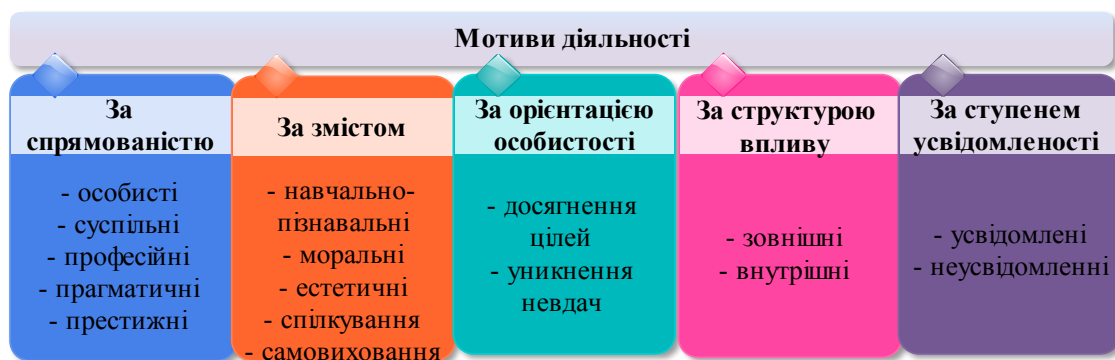 Мотиви діяльності
За
спрямованістю
- особисті
- суспільні
- професійні
- прагматичні
- престижні
За змістом
- навчально-
пізнавальні
- моральні
- естетичні
- спілкування
- самовиховання
За орієнтацією
особистості
- досягнення
цілей
- уникнення
невдач
За структурою
впливу
- зовнішні
- внутрішні
За ступенем
усвідомленості
- усвідомлені
- неусвідомленні